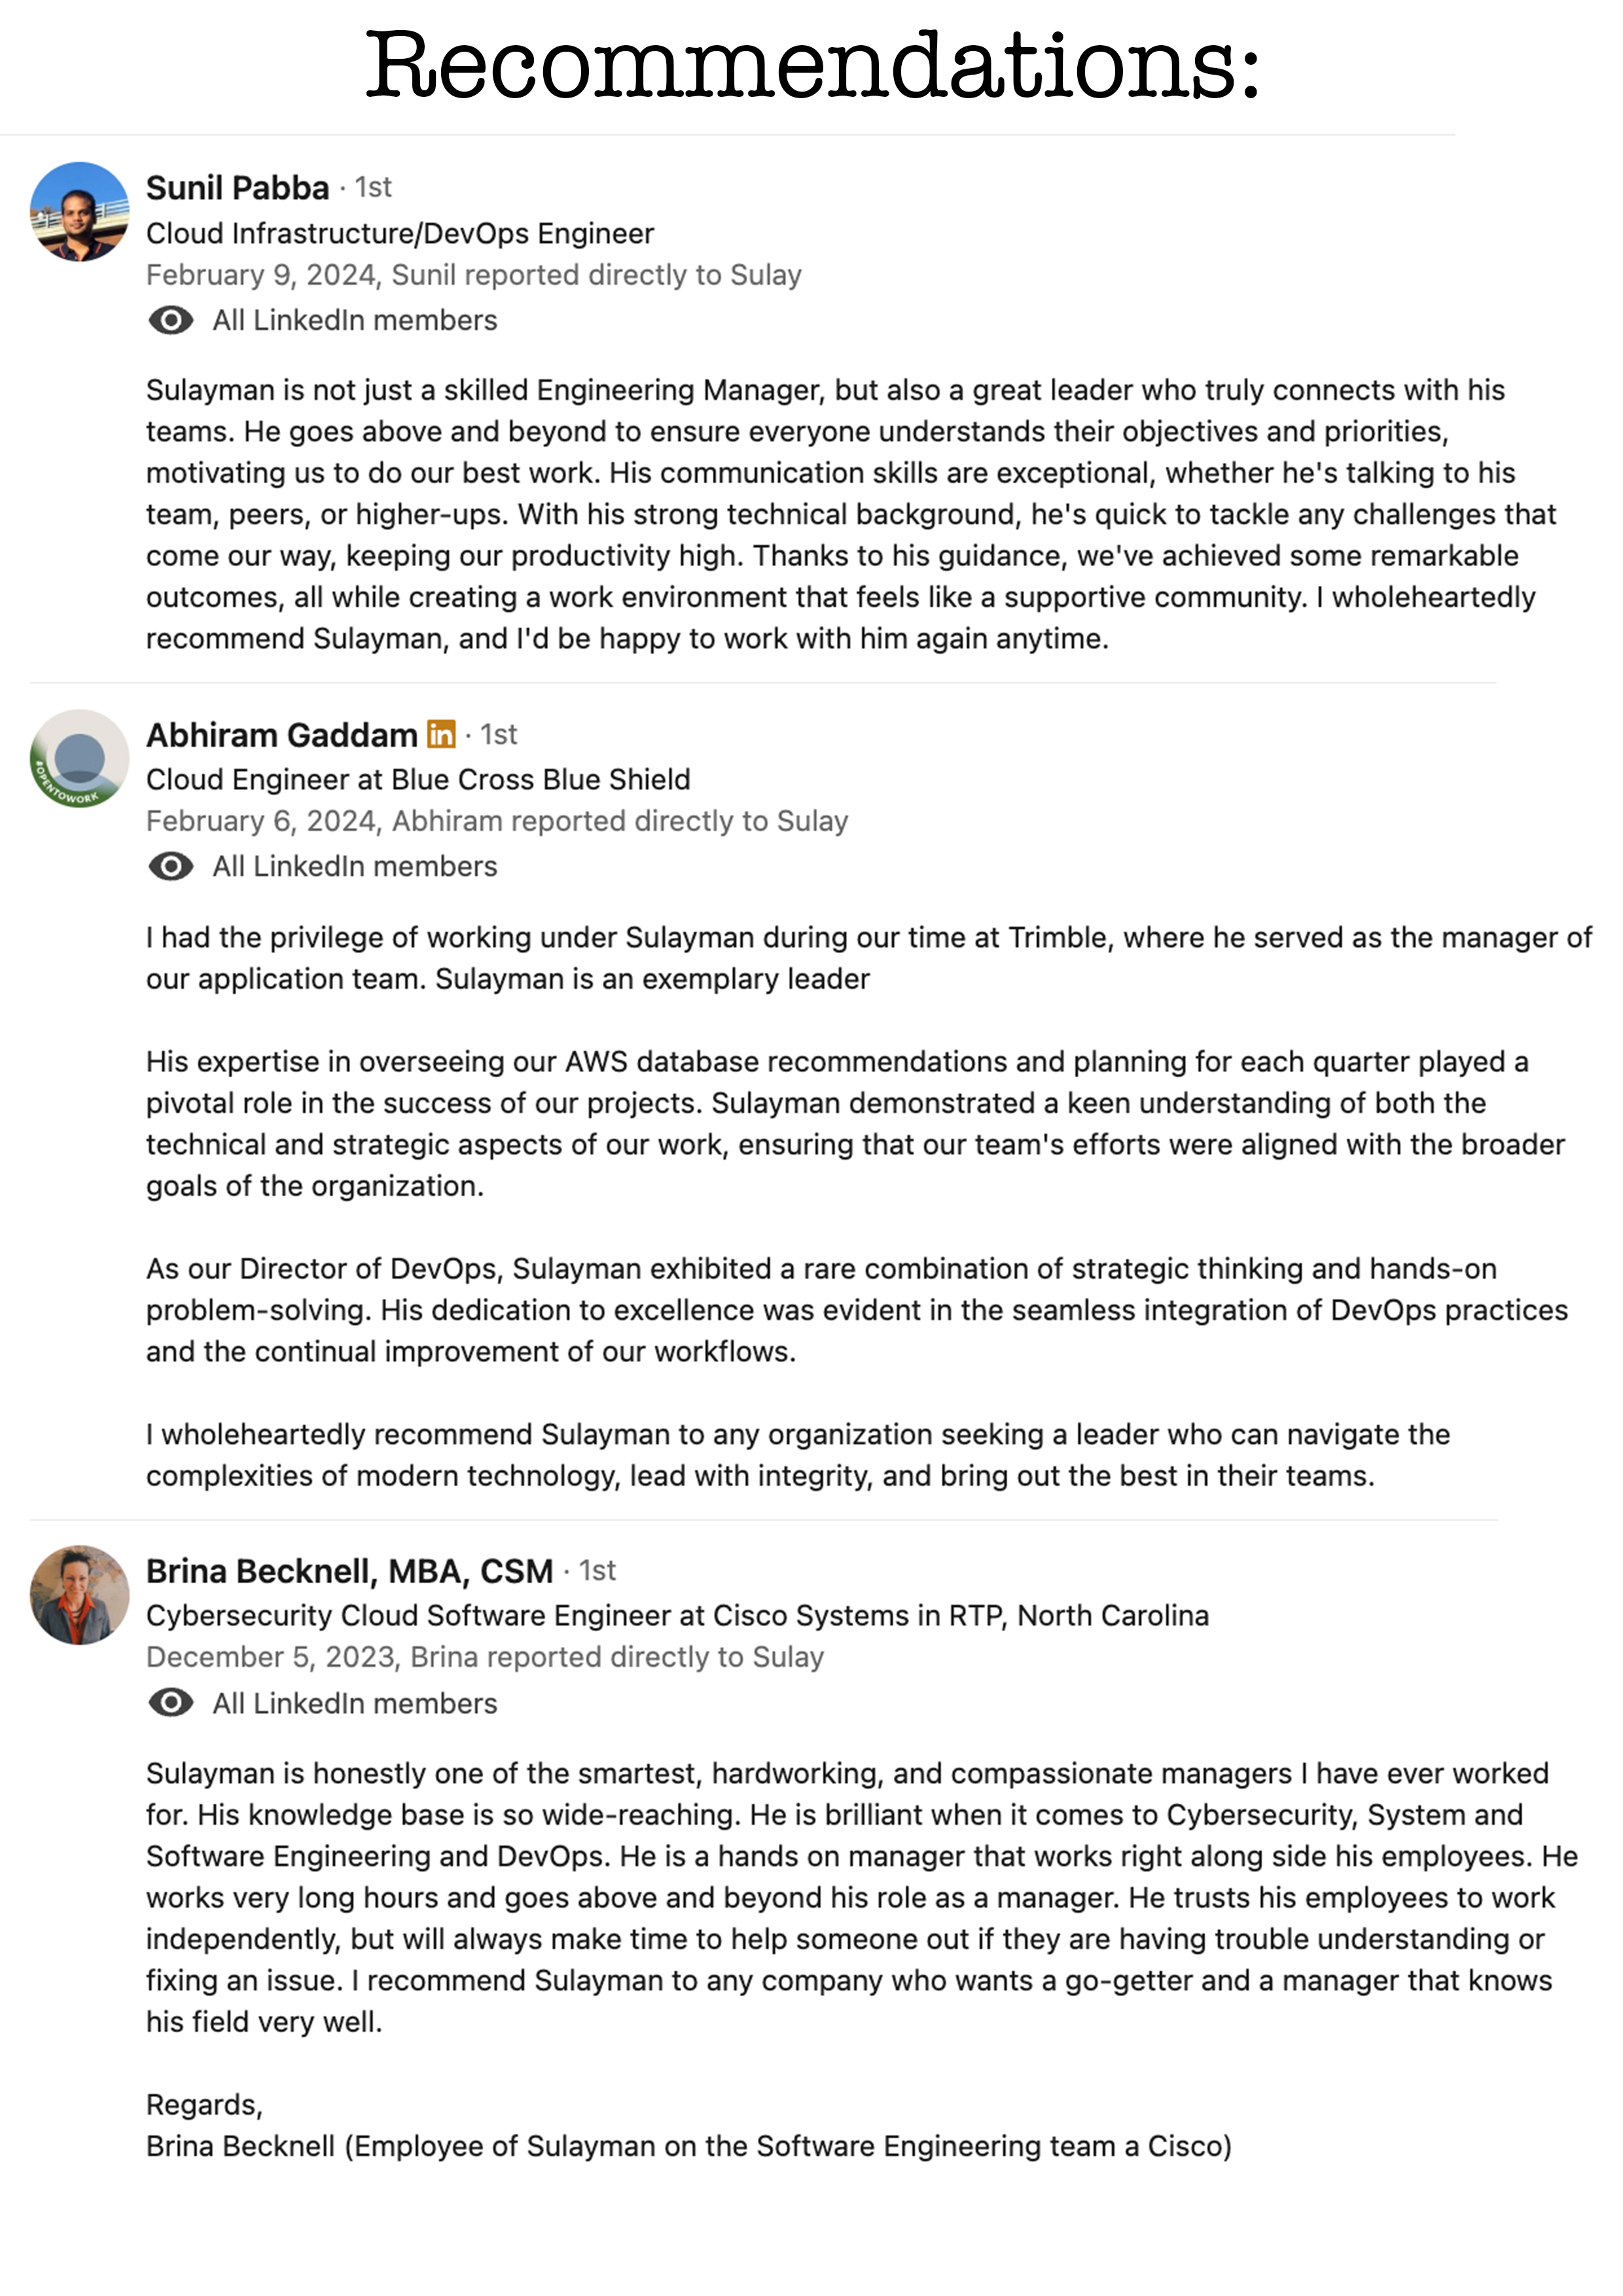 Recommendations:
Sunil Pabba · 1st
Cloud Infrastructure/DevOps Engineer
February 9, 2024, Sunil reported directly to Sulay
All LinkedIn members
Sulayman is not just a skilled Engineering Manager, but also a great leader who truly connects with his
teams. He goes above and beyond to ensure everyone understands their objectives and priorities,
motivating us to do our best work. His communication skills are exceptional, whether he's talking to his
team, peers, or higher-ups. With his strong technical background, he's quick to tackle any challenges that
come our way, keeping our productivity high. Thanks to his guidance, we've achieved some remarkable
outcomes, all while creating a work environment that feels like a supportive community. I wholeheartedly
recommend Sulayman, and I'd be happy to work with him again anytime.
#OPENTOWORK
Abhiram Gaddam in · 1st
Cloud Engineer at Blue Cross Blue Shield
February 6, 2024, Abhiram reported directly to Sulay
All LinkedIn members
I had the privilege of working under Sulayman during our time at Trimble, where he served as the manager of
our application team. Sulayman is an exemplary leader
His expertise in overseeing our AWS database recommendations and planning for each quarter played a
pivotal role in the success of our projects. Sulayman demonstrated a keen understanding of both the
technical and strategic aspects of our work, ensuring that our team's efforts were aligned with the broader
goals of the organization.
As our Director of DevOps, Sulayman exhibited a rare combination of strategic thinking and hands-on
problem-solving. His dedication to excellence was evident in the seamless integration of DevOps practices
and the continual improvement of our workflows.
I wholeheartedly recommend Sulayman to any organization seeking a leader who can navigate the
complexities of modern technology, lead with integrity, and bring out the best in their teams.
Brina Becknell, MBA, CSM · 1st
Cybersecurity Cloud Software Engineer at Cisco Systems in RTP, North Carolina
December 5, 2023, Brina reported directly to Sulay
All LinkedIn members
Sulayman is honestly one of the smartest, hardworking, and compassionate managers I have ever worked
for. His knowledge base is so wide-reaching. He is brilliant when it comes to Cybersecurity, System and
Software Engineering and DevOps. He is a hands on manager that works right along side his employees. He
works very long hours and goes above and beyond his role as a manager. He trusts his employees to work
independently, but will always make time to help someone out if they are having trouble understanding or
fixing an issue. I recommend Sulayman to any company who wants a go-getter and a manager that knows
his field very well.
Regards,
Brina Becknell (Employee of Sulayman on the Software Engineering team a Cisco)